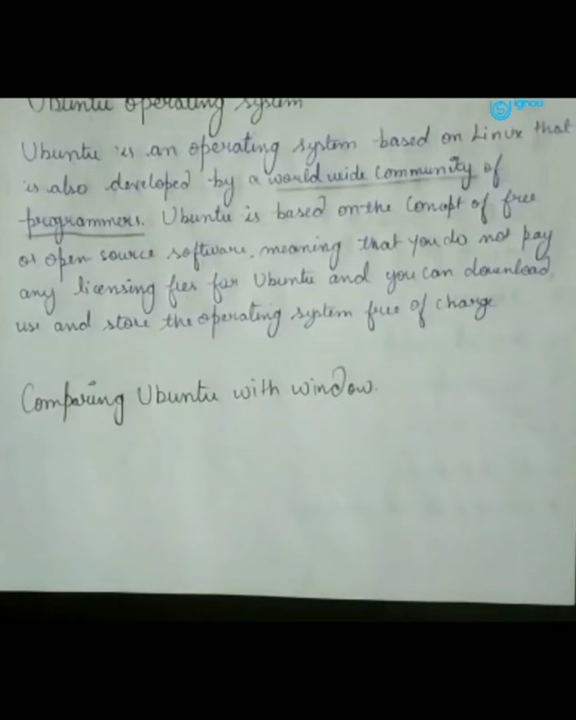 ignou
Ubuntu operating system
Ubuntu is an operating system based on Linux that
is also developed by a world wide community of
programmers. Ubuntu is based on the conept of free
or open source software, meaning that you do not pay
any licensing fees for Ubuntu and you can download,
use and store the operating system free of charge
Comparing Ubuntu with window.